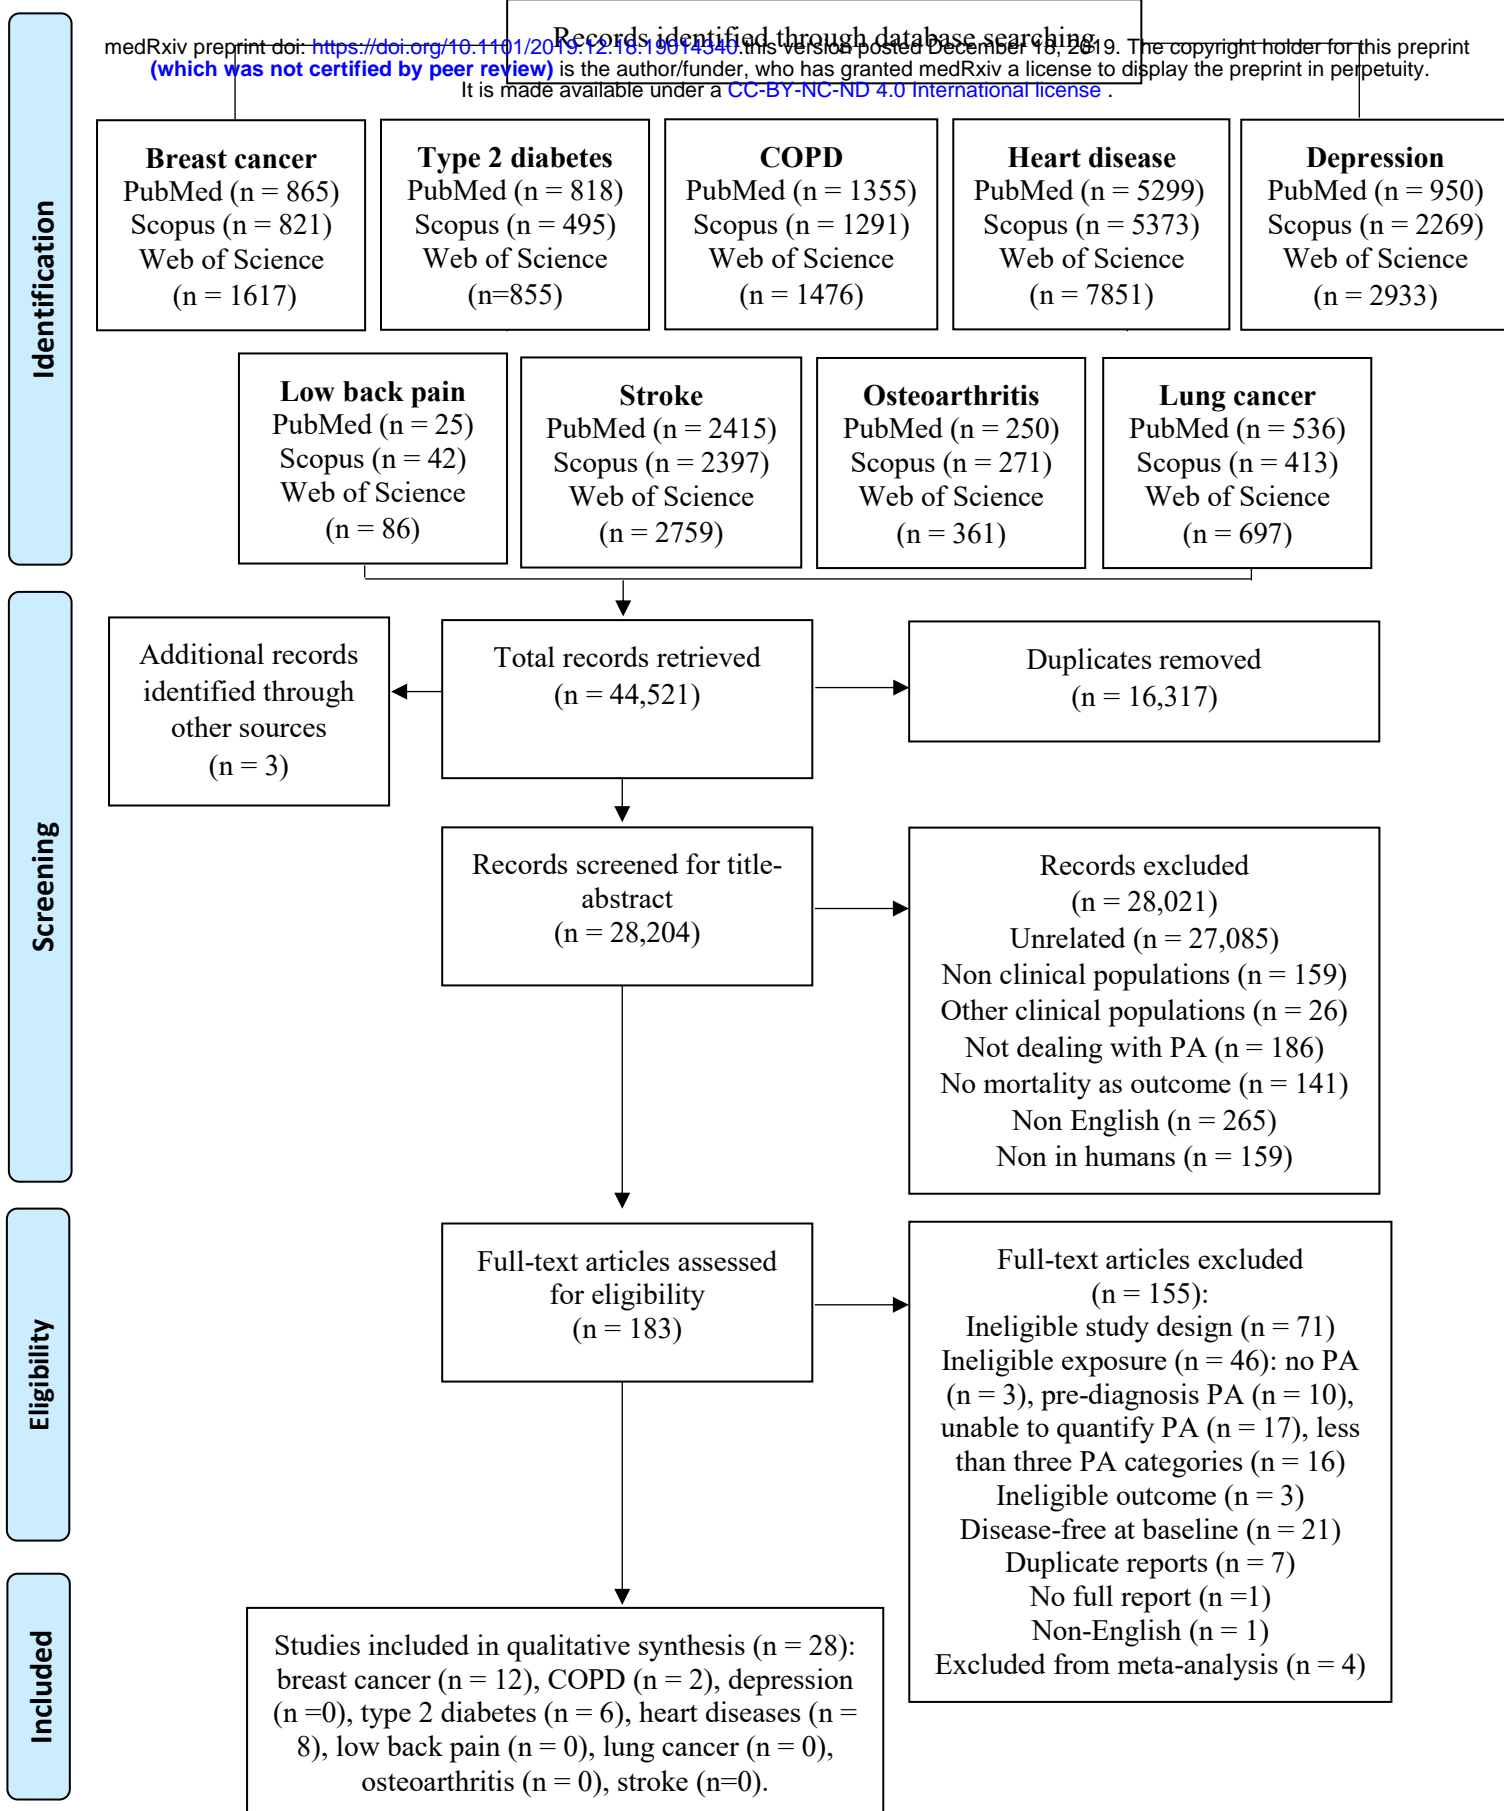 Records identified through database searching
medRxiv preprint doi: https://doi.org/10.1101/2019.12.18.19014340.this version posted December 18, 2019. The copyright holder for this preprint
(which was not certified by peer review) is the author/funder, who has granted medRxiv a license to display the preprint in perpetuity.
It is made available under a CC-BY-NC-ND 4.0 International license .
Identification
Breast cancer
PubMed (n = 865)
Scopus (n = 821)
Web of Science
(n = 1617)
Type 2 diabetes
PubMed (n = 818)
Scopus (n = 495)
Web of Science
(n=855)
COPD
PubMed (n = 1355)
Scopus (n = 1291)
Web of Science
(n = 1476)
Heart disease
PubMed (n = 5299)
Scopus (n = 5373)
Web of Science
(n = 7851)
Depression
PubMed (n = 950)
Scopus (n = 2269)
Web of Science
(n = 2933)
Low back pain
PubMed (n = 25)
Scopus (n = 42)
Web of Science
(n = 86)
Stroke
PubMed (n = 2415)
Scopus (n = 2397)
Web of Science
(n = 2759)
Osteoarthritis
PubMed (n = 250)
Scopus (n = 271)
Web of Science
(n = 361)
Lung cancer
PubMed (n = 536)
Scopus (n = 413)
Web of Science
(n = 697)
Screening
Additional records
identified through
other sources
(n = 3)
Total records retrieved
(n = 44,521)
Duplicates removed
(n = 16,317)
Records screened for title-
abstract
(n = 28,204)
Records excluded
(n = 28,021)
Unrelated (n = 27,085)
Non clinical populations (n = 159)
Other clinical populations (n = 26)
Not dealing with PA (n = 186)
No mortality as outcome (n = 141)
Non English (n = 265)
Non in humans (n = 159)
Eligibility
Full-text articles assessed
for eligibility
(n = 183)
Full-text articles excluded
(n = 155):
Ineligible study design (n = 71)
Ineligible exposure (n = 46): no PA
(n = 3), pre-diagnosis PA (n = 10),
unable to quantify PA (n = 17), less
than three PA categories (n = 16)
Ineligible outcome (n = 3)
Disease-free at baseline (n = 21)
Duplicate reports (n = 7)
No full report (n =1)
Non-English (n = 1)
Excluded from meta-analysis (n = 4)
Included
Studies included in qualitative synthesis (n = 28):
breast cancer (n = 12), COPD (n = 2), depression
(n =0), type 2 diabetes (n = 6), heart diseases (n =
8), low back pain (n = 0), lung cancer (n = 0),
osteoarthritis (n = 0), stroke (n=0).